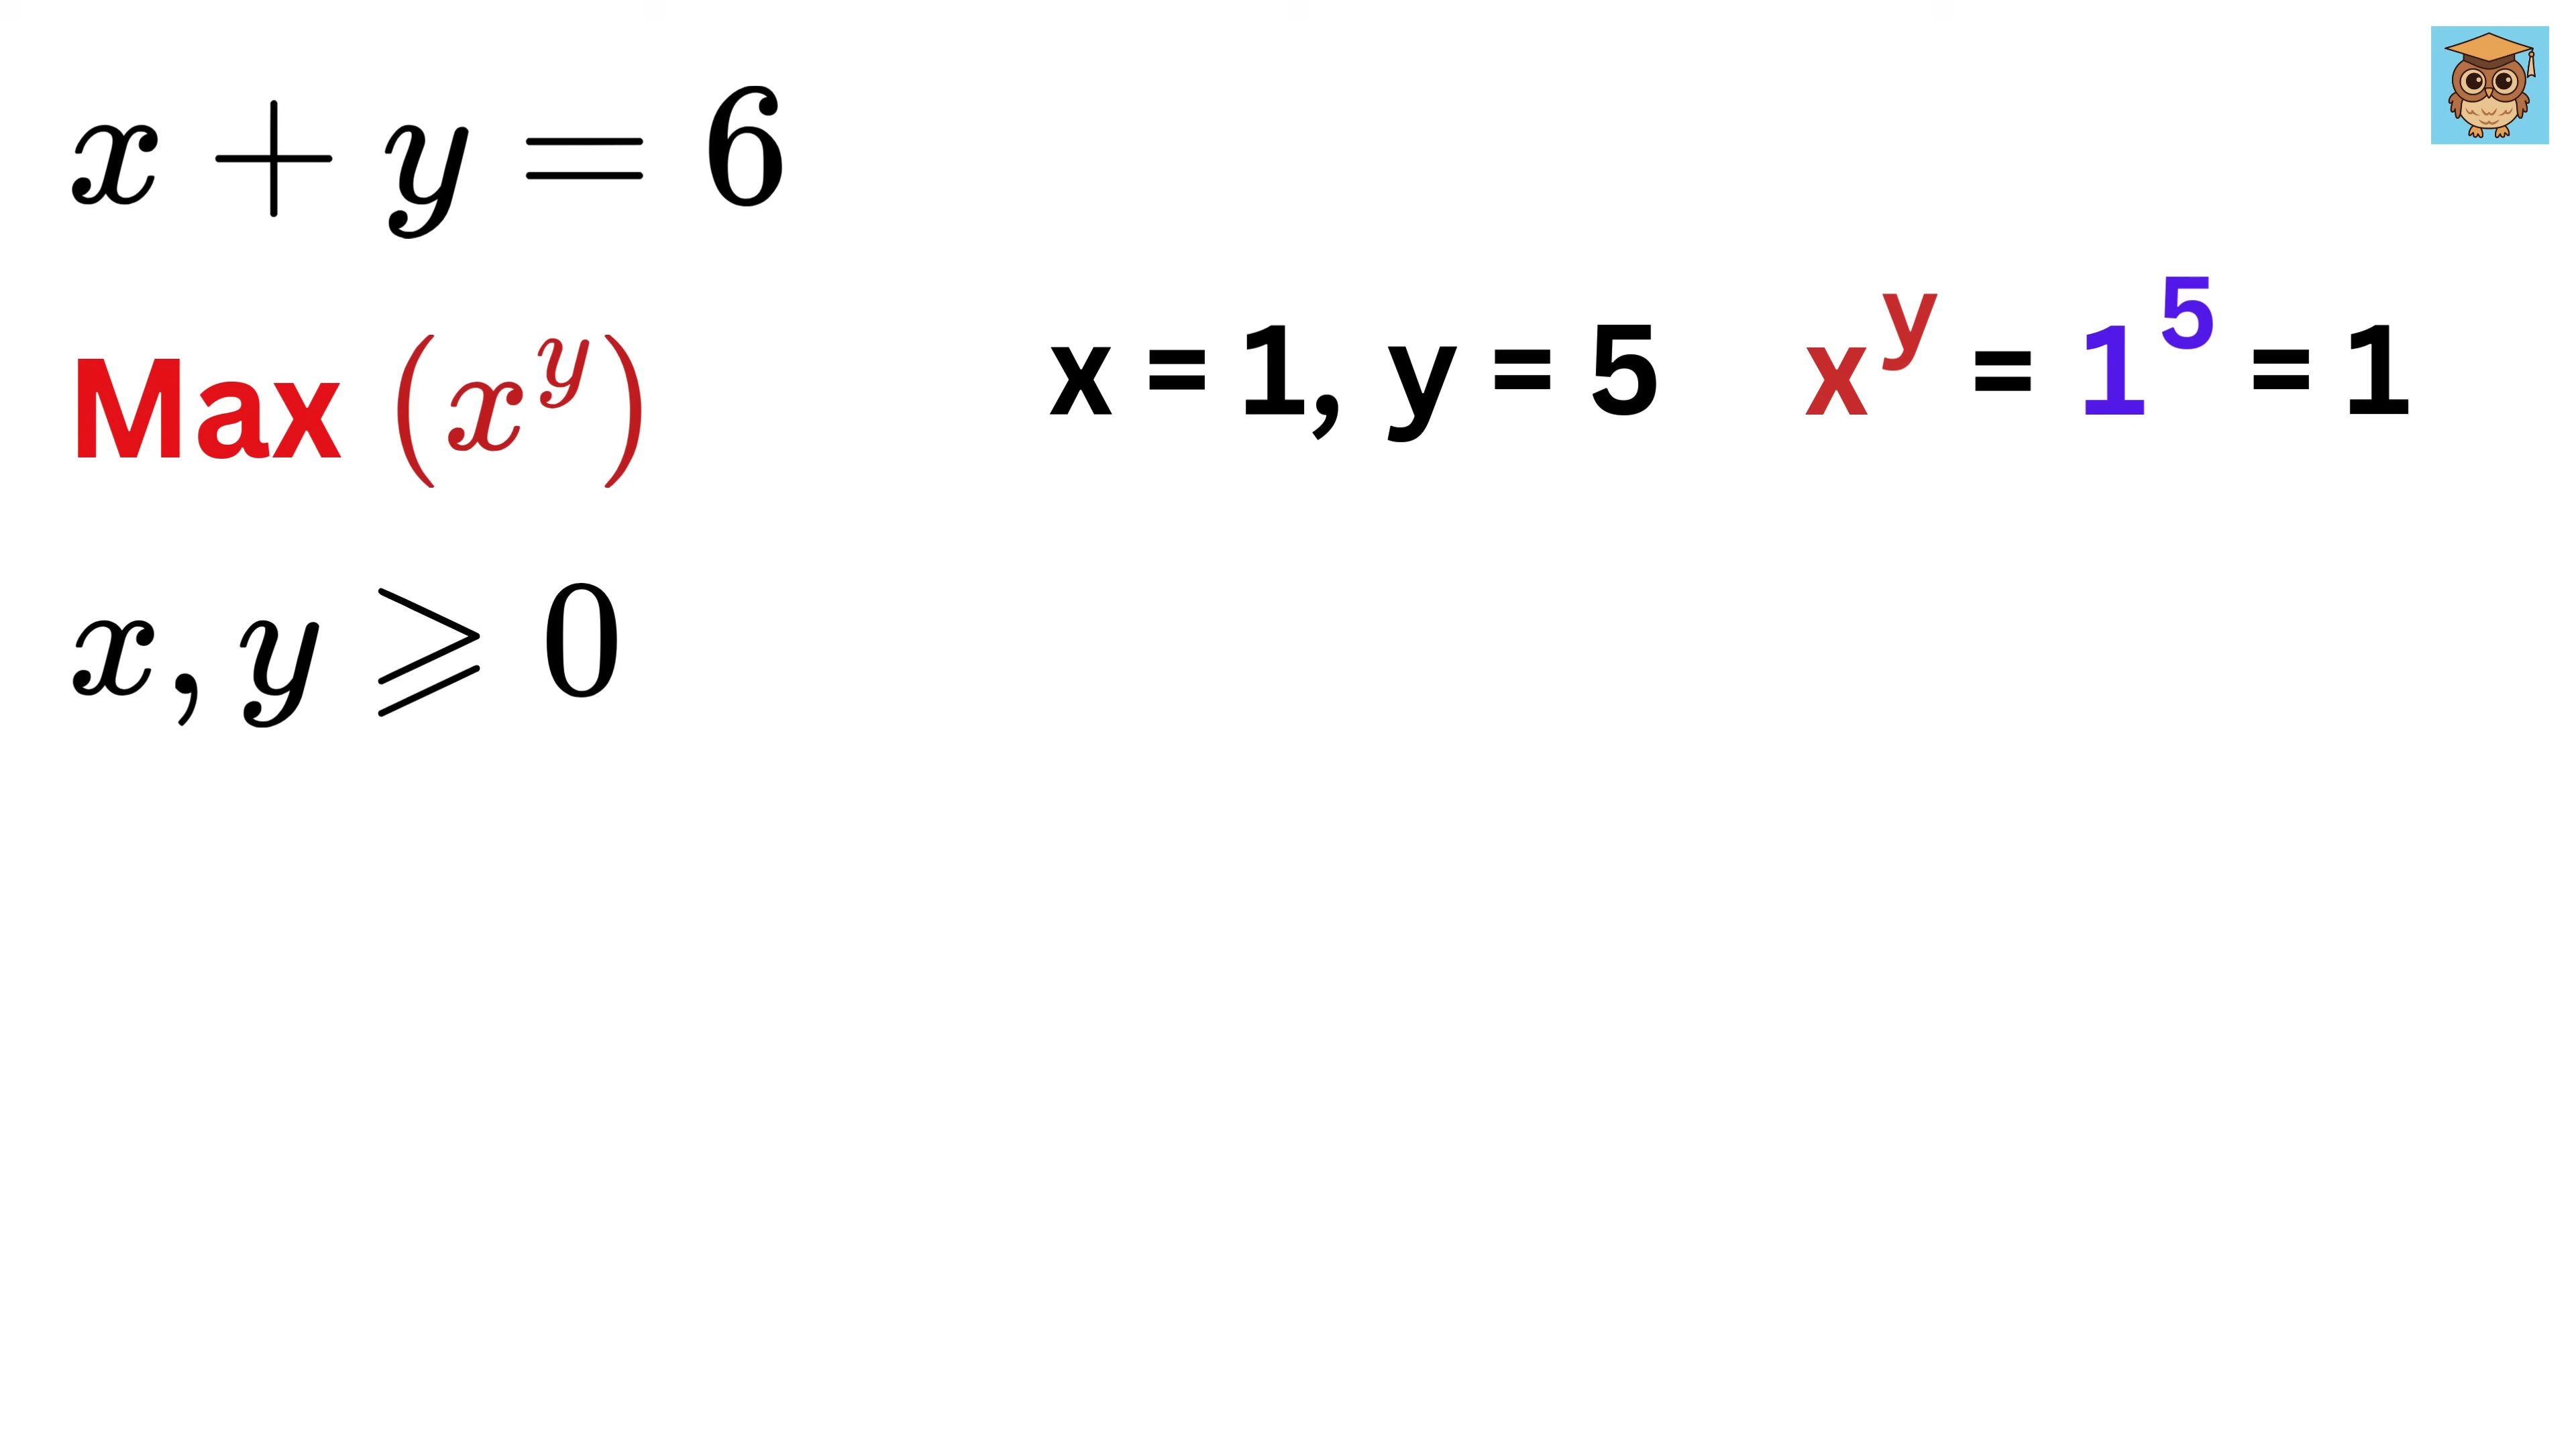 x + y = 6
Max (x^y)
x = 1, y = 5 x^y = 1^5 = 1
x, y ⩾ 0